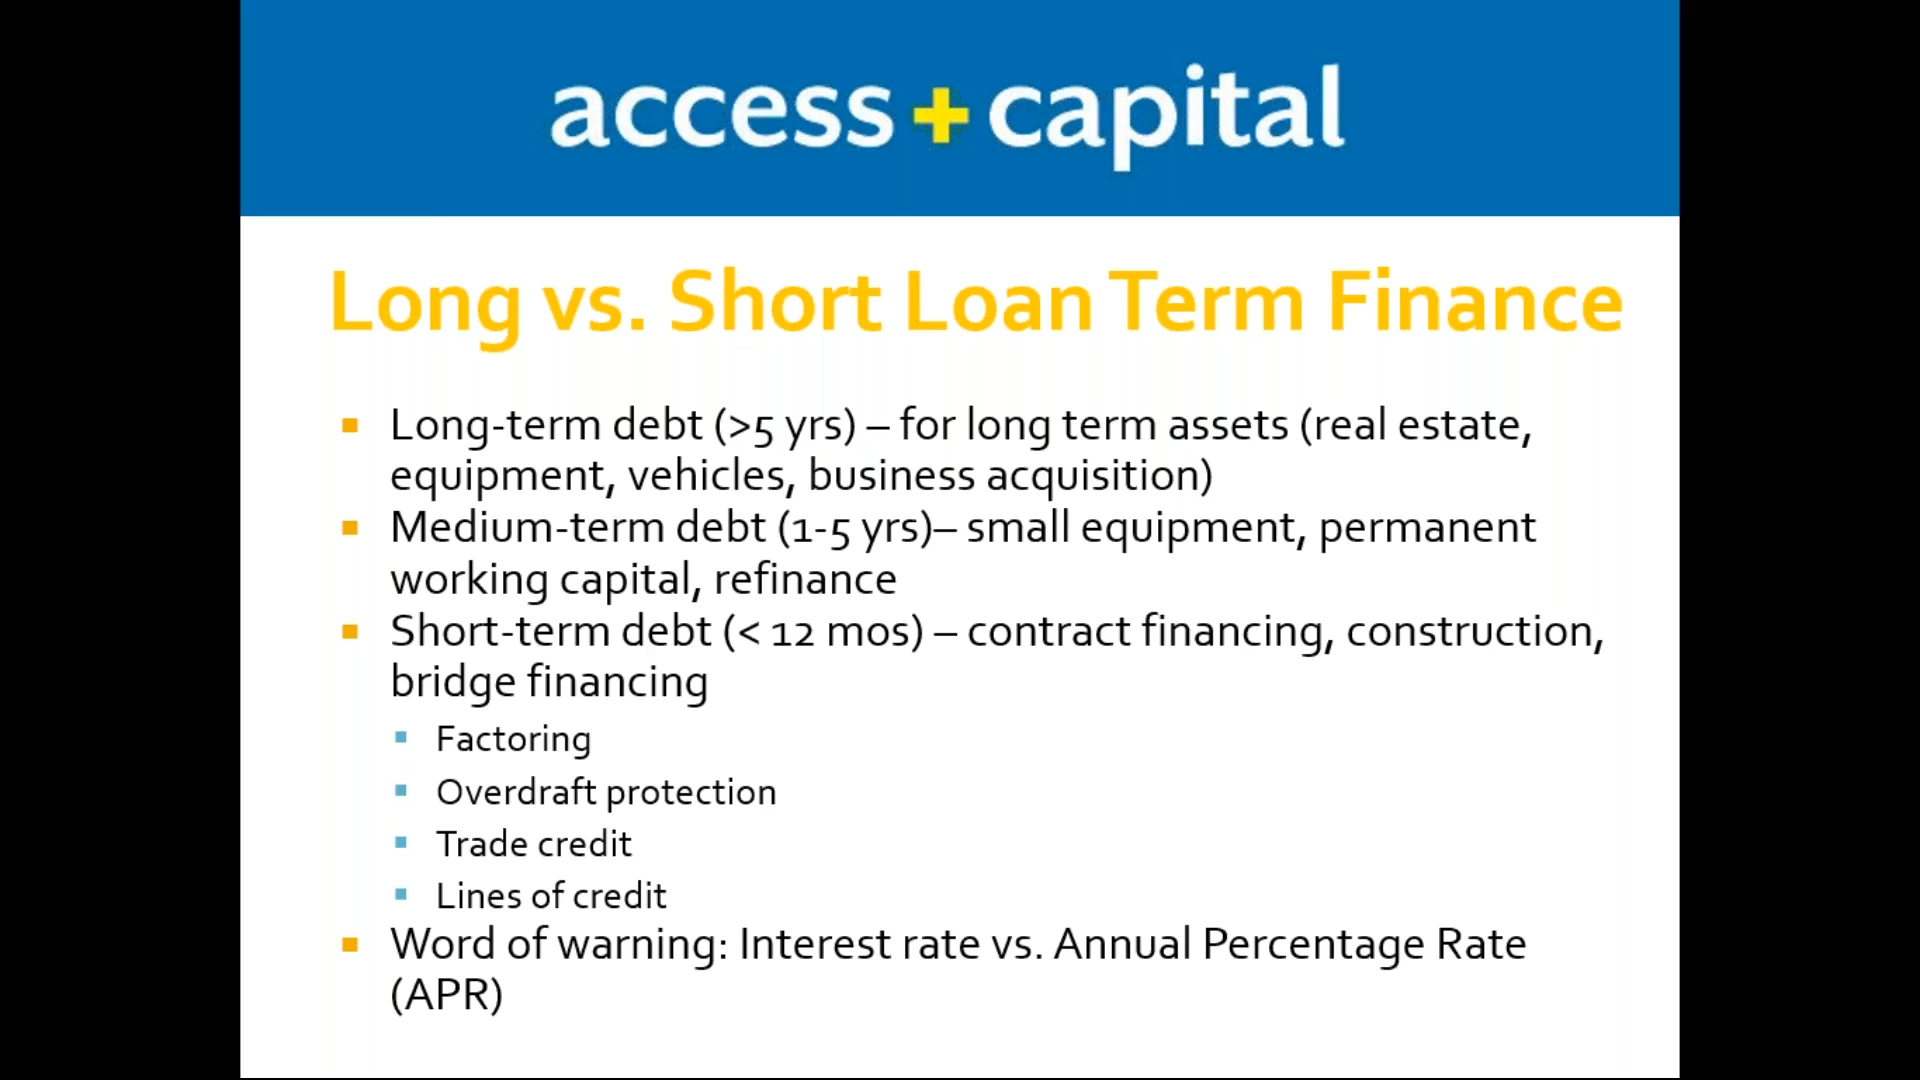 access + capital
Long vs. Short Loan Term Finance
Long-term debt (>5 yrs) – for long term assets (real estate,
equipment, vehicles, business acquisition)
Medium-term debt (1-5 yrs)– small equipment, permanent
working capital, refinance
Short-term debt (< 12 mos) – contract financing, construction,
bridge financing
Factoring
Overdraft protection
Trade credit
Lines of credit
Word of warning: Interest rate vs. Annual Percentage Rate
(APR)